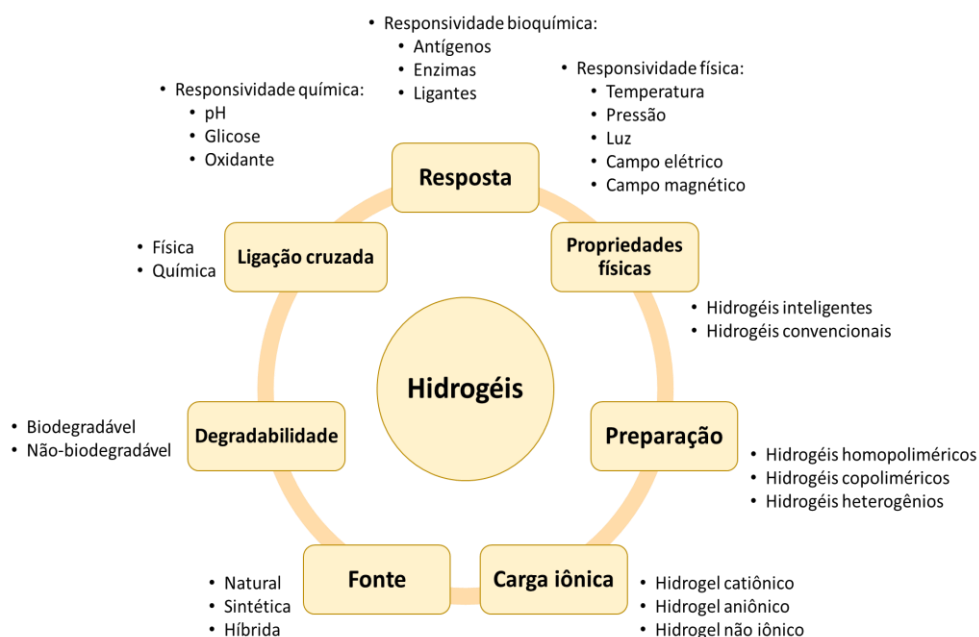 • Responsividade bioquímica:
• Antígenos
• Enzimas
• Ligantes
• Responsividade física:
• Temperatura
• Pressão
• Luz
• Campo elétrico
• Campo magnético
• Responsividade química:
• pH
• Glicose
• Oxidante
Resposta
Ligação cruzada
• Física
• Química
Propriedades
físicas
• Hidrogéis inteligentes
• Hidrogéis convencionais
Hidrogéis
Degradabilidade
• Biodegradável
• Não-biodegradável
Preparação
• Hidrogéis homopoliméricos
• Hidrogéis copoliméricos
• Hidrogéis heterogênios
Fonte
• Natural
• Sintética
• Híbrida
Carga iônica
• Hidrogel catiônico
• Hidrogel aniônico
• Hidrogel não iônico